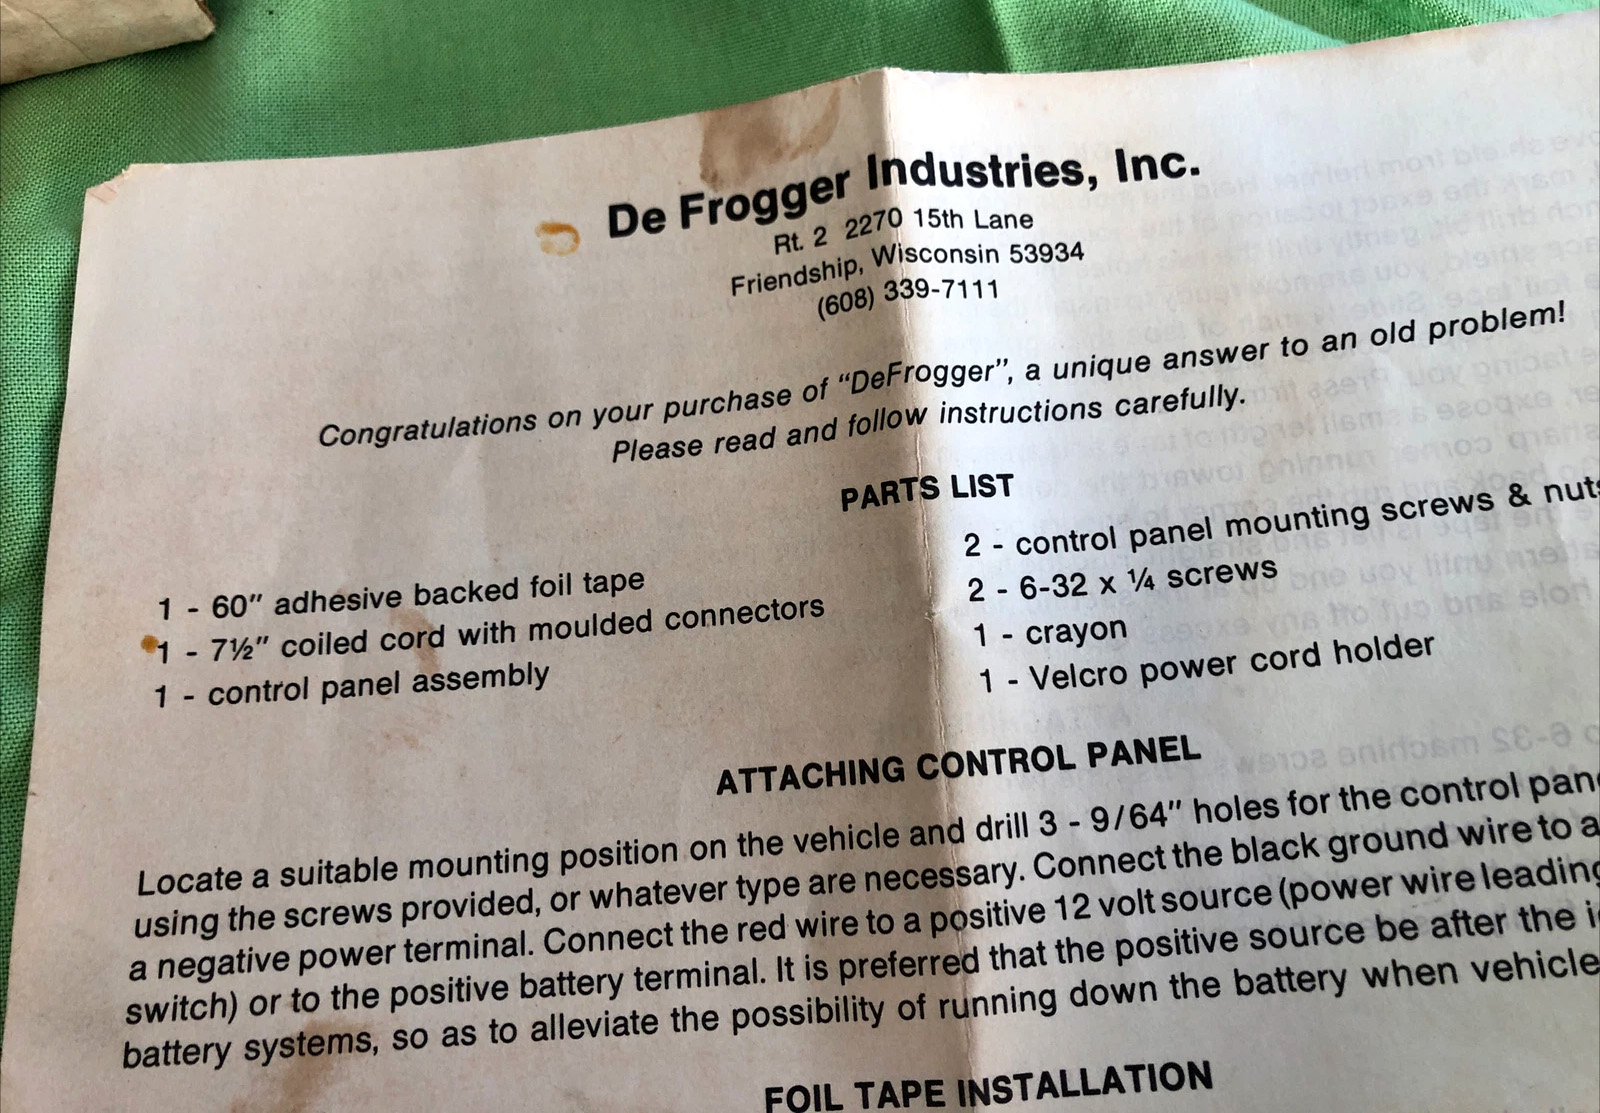 De Frogger Industries, Inc.
Rt. 2 2270 15th Lane
Friendship, Wisconsin 53934
(608) 339-7111
Congratulations on your purchase of “DeFrogger”, a unique answer to an old problem!
Please read and follow instructions carefully.
PARTS LIST
1 - 60″ adhesive backed foil tape
1 - 7½″ coiled cord with moulded connectors
1 - control panel assembly
2 - control panel mounting screws & nuts
2 - 6-32 x ¼ screws
1 - crayon
1 - Velcro power cord holder
ATTACHING CONTROL PANEL
Locate a suitable mounting position on the vehicle and drill 3 - 9/64″ holes for the control
using the screws provided, or whatever type are necessary. Connect the black ground wire to a
a negative power terminal. Connect the red wire to a positive 12 volt source (power wire leading
switch) or to the positive battery terminal. It is preferred that the positive source be after the
battery systems, so as to alleviate the possibility of running down the battery when vehicle
FOIL TAPE INSTALLATION